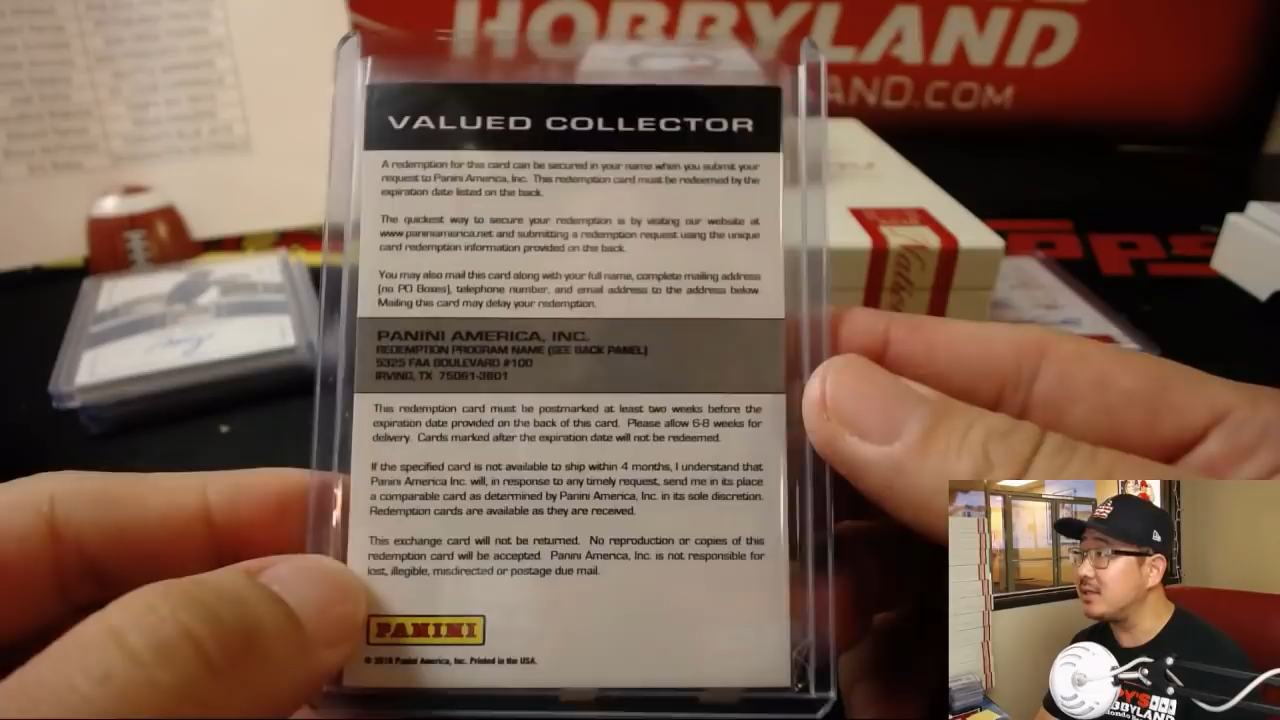 HOBBYLAND
AND.COM
VALUED COLLECTOR
A redemption for this card can be secured in your name when you submit your
request to Panini America, Inc. This redemption card must be redeemed by the
expiration date listed on the back.
The quickest way to secure your redemption is by visiting our website at
www.paniniamerica.net and submitting a redemption request using the unique
card redemption information provided on the back.
You may also mail this card along with your full name, complete mailing address
(no PO Boxes), telephone number, and email address to the address below.
Mailing this card may delay your redemption.
PANINI AMERICA, INC.
REDEMPTION PROGRAM NAME (SEE BACK PANEL)
5325 FAA BOULEVARD #100
IRVING, TX 75061-3601
This redemption card must be postmarked at least two weeks before the
expiration date provided on the back of this card. Please allow 6-8 weeks for
delivery. Cards marked after the expiration date will not be redeemed.
If the specified card is not available to ship within 4 months, I understand that
Panini America Inc. will, in response to any timely request, send me in its place
a comparable card as determined by Panini America, Inc. in its sole discretion.
Redemption cards are available as they are received.
This exchange card will not be returned. No reproduction or copies of this
redemption card will be accepted. Panini America, Inc. is not responsible for
lost, illegible, misdirected or postage due mail.
PANINI
© 2018 Panini America, Inc. Printed in the USA.
Topps
PY'S
HOBBYLAND